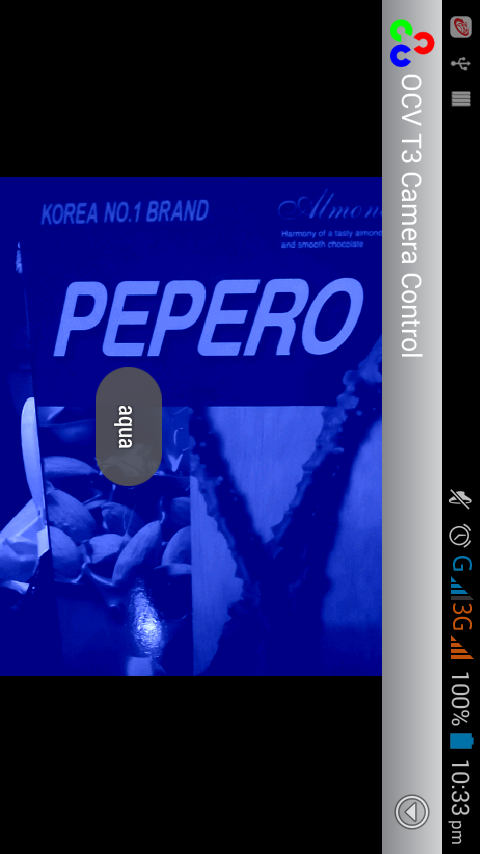 G 3G 100% 10:33 pm
OCV T3 Camera Control
KOREA NO.1 BRAND
Almon
Harmony of a tasty almond
and smooth chocolate
PEPERO
aqua